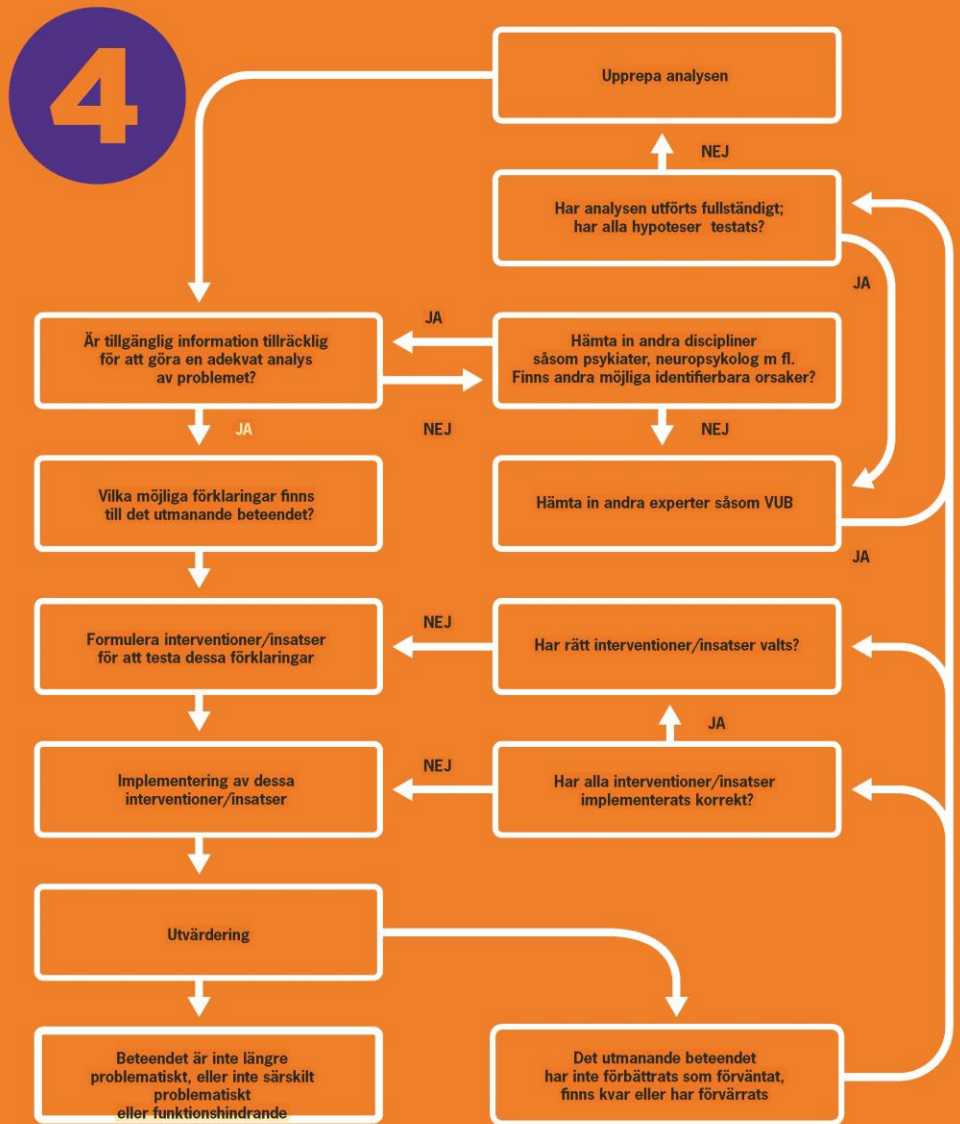 4
Upprepa analysen
NEJ
Har analysen utförts fullständigt;
har alla hypoteser testats?
JA
Är tillgänglig information tillräcklig
för att göra en adekvat analys
av problemet?
JA
Hämta in andra discipliner
såsom psykiater, neuropsykolog m fl.
Finns andra möjliga identifierbara orsaker?
JA
NEJ
NEJ
Vilka möjliga förklaringar finns
till det utmanande beteendet?
Hämta in andra experter såsom VUB
JA
Formulera interventioner/insatser
för att testa dessa förklaringar
NEJ
Har rätt interventioner/insatser valts?
JA
Implementering av dessa
interventioner/insatser
NEJ
Har alla interventioner/insatser
implementerats korrekt?
Utvärdering
Beteendet är inte längre
problematiskt, eller inte särskilt
problematiskt
eller funktionshindrande
Det utmanande beteendet
har inte förbättrats som förväntat,
finns kvar eller har förvärrats